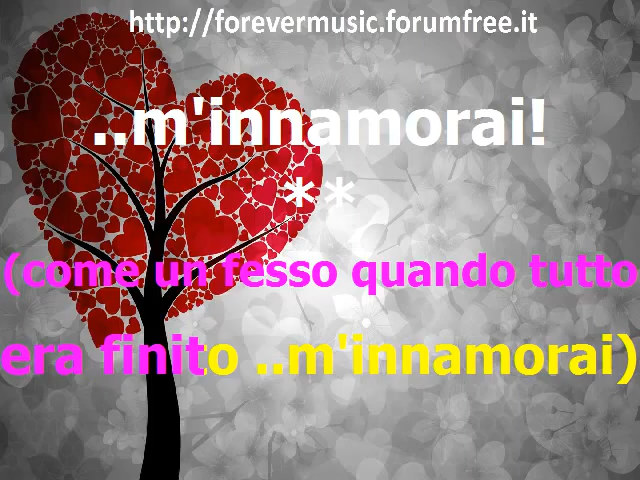 http://forevermusic.forumfree.it
..m'innamorai!
**
(come un fesso quando tutto
era finito ..m'innamorai)